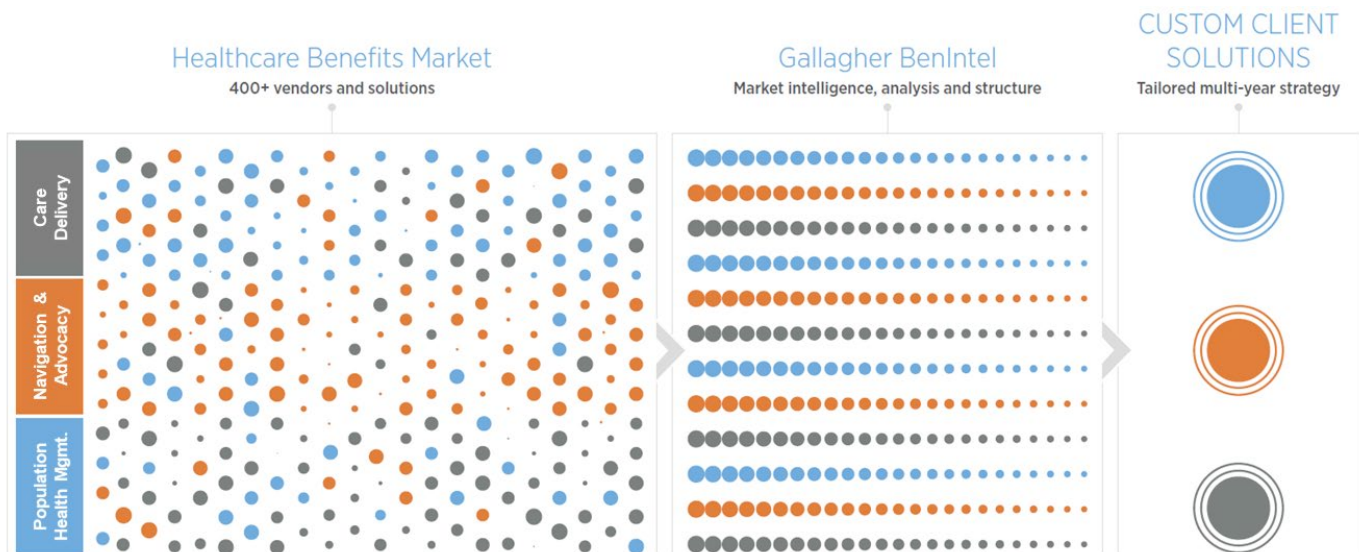 Healthcare Benefits Market
400+ vendors and solutions
Gallagher BenIntel
Market intelligence, analysis and structure
CUSTOM CLIENT
SOLUTIONS
Tailored multi-year strategy
Care
Delivery
Navigation &
Advocacy
Population
Health Mgmt.